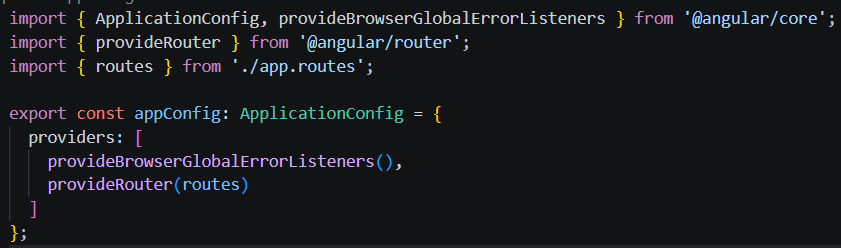 import { ApplicationConfig, provideBrowserGlobalErrorListeners } from '@angular/core';
import { provideRouter } from '@angular/router';
import { routes } from './app.routes';

export const appConfig: ApplicationConfig = {
  providers: [
    provideBrowserGlobalErrorListeners(),
    provideRouter(routes)
  ]
};